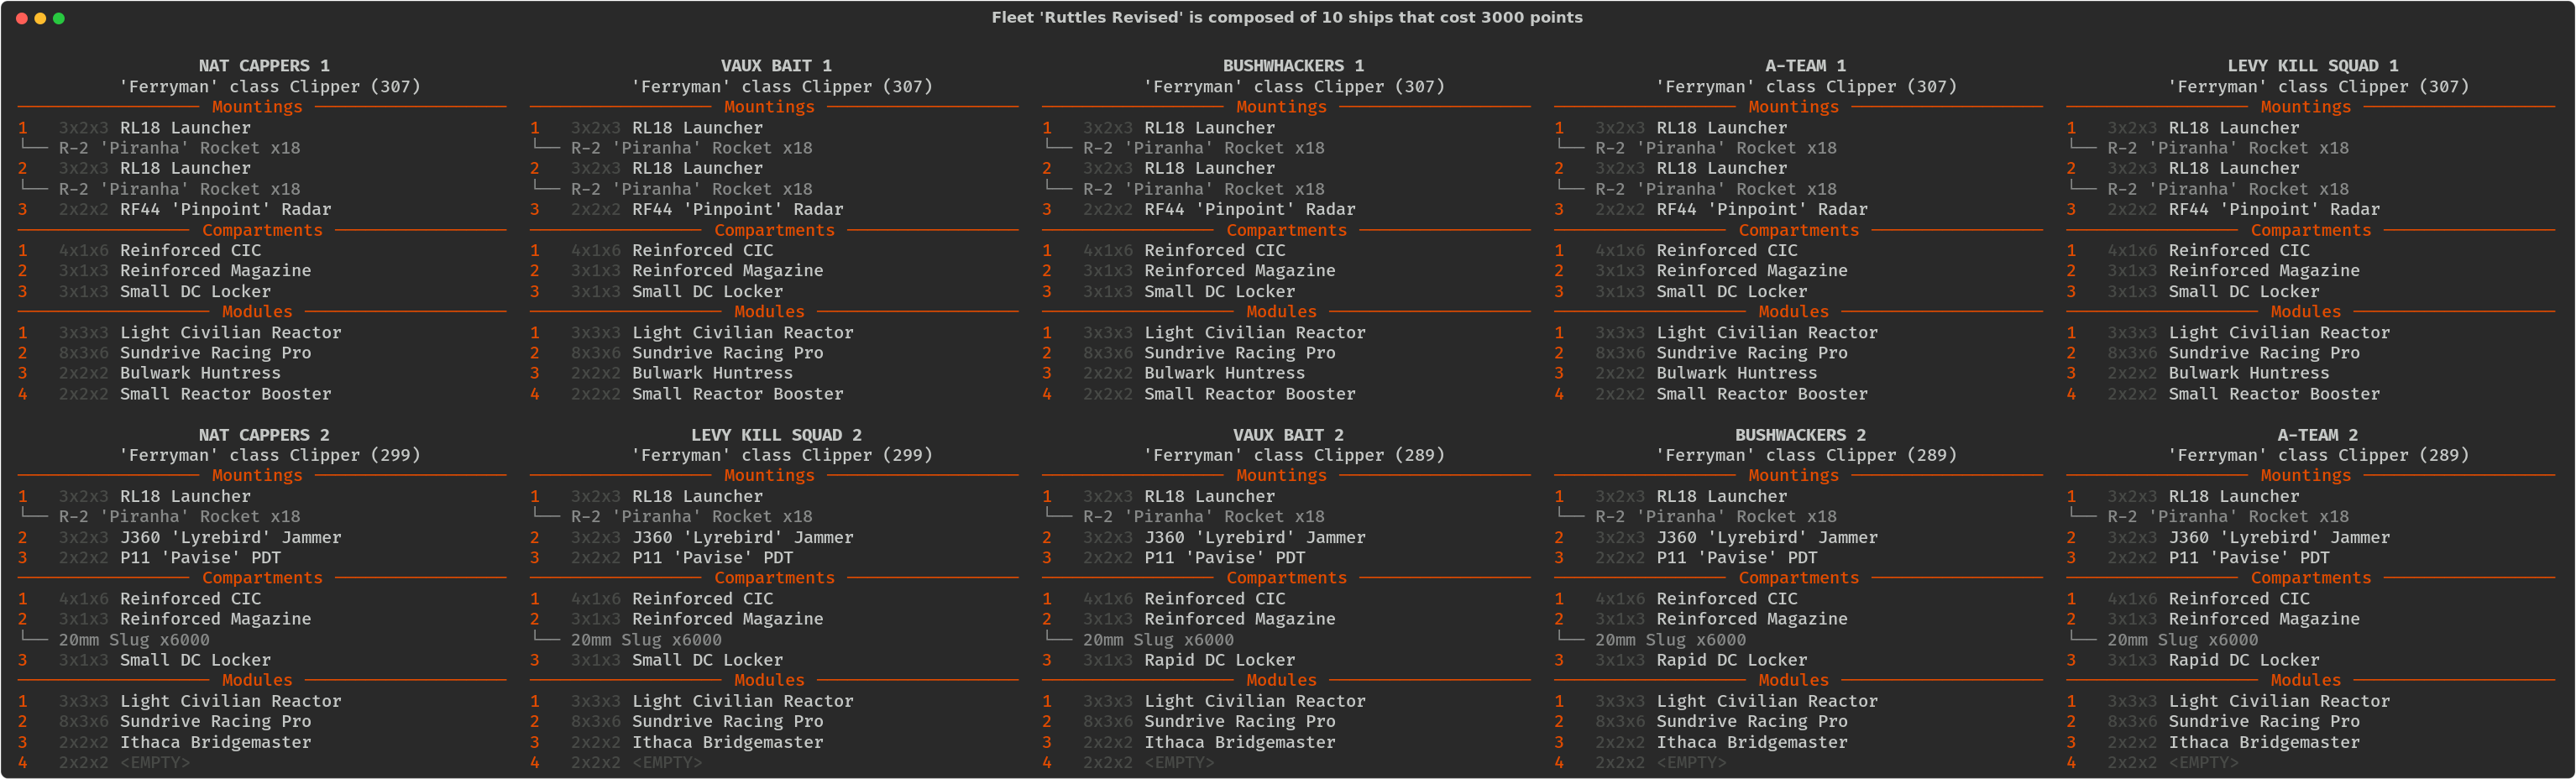 Fleet 'Ruttles Revised' is composed of 10 ships that cost 3000 points
NAT CAPPERS 1
'Ferryman' class Clipper (307)
Mountings
1 3x2x3 RL18 Launcher
R-2 'Piranha' Rocket x18
2 3x2x3 RL18 Launcher
R-2 'Piranha' Rocket x18
3 2x2x2 RF44 'Pinpoint' Radar
Compartments
1 4x1x6 Reinforced CIC
2 3x1x3 Reinforced Magazine
3 3x1x3 Small DC Locker
Modules
1 3x3x3 Light Civilian Reactor
2 8x3x6 Sundrive Racing Pro
3 2x2x2 Bulwark Huntress
4 2x2x2 Small Reactor Booster
VAUX BAIT 1
'Ferryman' class Clipper (307)
Mountings
1 3x2x3 RL18 Launcher
R-2 'Piranha' Rocket x18
2 3x2x3 RL18 Launcher
R-2 'Piranha' Rocket x18
3 2x2x2 RF44 'Pinpoint' Radar
Compartments
1 4x1x6 Reinforced CIC
2 3x1x3 Reinforced Magazine
3 3x1x3 Small DC Locker
Modules
1 3x3x3 Light Civilian Reactor
2 8x3x6 Sundrive Racing Pro
3 2x2x2 Bulwark Huntress
4 2x2x2 Small Reactor Booster
BUSHWHACKERS 1
'Ferryman' class Clipper (307)
Mountings
1 3x2x3 RL18 Launcher
R-2 'Piranha' Rocket x18
2 3x2x3 RL18 Launcher
R-2 'Piranha' Rocket x18
3 2x2x2 RF44 'Pinpoint' Radar
Compartments
1 4x1x6 Reinforced CIC
2 3x1x3 Reinforced Magazine
3 3x1x3 Small DC Locker
Modules
1 3x3x3 Light Civilian Reactor
2 8x3x6 Sundrive Racing Pro
3 2x2x2 Bulwark Huntress
4 2x2x2 Small Reactor Booster
A-TEAM 1
'Ferryman' class Clipper (307)
Mountings
1 3x2x3 RL18 Launcher
R-2 'Piranha' Rocket x18
2 3x2x3 RL18 Launcher
R-2 'Piranha' Rocket x18
3 2x2x2 RF44 'Pinpoint' Radar
Compartments
1 4x1x6 Reinforced CIC
2 3x1x3 Reinforced Magazine
3 3x1x3 Small DC Locker
Modules
1 3x3x3 Light Civilian Reactor
2 8x3x6 Sundrive Racing Pro
3 2x2x2 Bulwark Huntress
4 2x2x2 Small Reactor Booster
LEVY KILL SQUAD 1
'Ferryman' class Clipper (307)
Mountings
1 3x2x3 RL18 Launcher
R-2 'Piranha' Rocket x18
2 3x2x3 RL18 Launcher
R-2 'Piranha' Rocket x18
3 2x2x2 RF44 'Pinpoint' Radar
Compartments
1 4x1x6 Reinforced CIC
2 3x1x3 Reinforced Magazine
3 3x1x3 Small DC Locker
Modules
1 3x3x3 Light Civilian Reactor
2 8x3x6 Sundrive Racing Pro
3 2x2x2 Bulwark Huntress
4 2x2x2 Small Reactor Booster
NAT CAPPERS 2
'Ferryman' class Clipper (299)
Mountings
1 3x2x3 RL18 Launcher
R-2 'Piranha' Rocket x18
2 3x2x3 J360 'Lyrebird' Jammer
3 2x2x2 P11 'Pavise' PDT
Compartments
1 4x1x6 Reinforced CIC
2 3x1x3 Reinforced Magazine
20mm Slug x6000
3 3x1x3 Small DC Locker
Modules
1 3x3x3 Light Civilian Reactor
2 8x3x6 Sundrive Racing Pro
3 2x2x2 Ithaca Bridgemaster
4 2x2x2 <EMPTY>
LEVY KILL SQUAD 2
'Ferryman' class Clipper (299)
Mountings
1 3x2x3 RL18 Launcher
R-2 'Piranha' Rocket x18
2 3x2x3 J360 'Lyrebird' Jammer
3 2x2x2 P11 'Pavise' PDT
Compartments
1 4x1x6 Reinforced CIC
2 3x1x3 Reinforced Magazine
20mm Slug x6000
3 3x1x3 Small DC Locker
Modules
1 3x3x3 Light Civilian Reactor
2 8x3x6 Sundrive Racing Pro
3 2x2x2 Ithaca Bridgemaster
4 2x2x2 <EMPTY>
VAUX BAIT 2
'Ferryman' class Clipper (289)
Mountings
1 3x2x3 RL18 Launcher
R-2 'Piranha' Rocket x18
2 3x2x3 J360 'Lyrebird' Jammer
3 2x2x2 P11 'Pavise' PDT
Compartments
1 4x1x6 Reinforced CIC
2 3x1x3 Reinforced Magazine
20mm Slug x6000
3 3x1x3 Rapid DC Locker
Modules
1 3x3x3 Light Civilian Reactor
2 8x3x6 Sundrive Racing Pro
3 2x2x2 Ithaca Bridgemaster
4 2x2x2 <EMPTY>
BUSHWACKERS 2
'Ferryman' class Clipper (289)
Mountings
1 3x2x3 RL18 Launcher
R-2 'Piranha' Rocket x18
2 3x2x3 J360 'Lyrebird' Jammer
3 2x2x2 P11 'Pavise' PDT
Compartments
1 4x1x6 Reinforced CIC
2 3x1x3 Reinforced Magazine
20mm Slug x6000
3 3x1x3 Rapid DC Locker
Modules
1 3x3x3 Light Civilian Reactor
2 8x3x6 Sundrive Racing Pro
3 2x2x2 Ithaca Bridgemaster
4 2x2x2 <EMPTY>
A-TEAM 2
'Ferryman' class Clipper (289)
Mountings
1 3x2x3 RL18 Launcher
R-2 'Piranha' Rocket x18
2 3x2x3 J360 'Lyrebird' Jammer
3 2x2x2 P11 'Pavise' PDT
Compartments
1 4x1x6 Reinforced CIC
2 3x1x3 Reinforced Magazine
20mm Slug x6000
3 3x1x3 Rapid DC Locker
Modules
1 3x3x3 Light Civilian Reactor
2 8x3x6 Sundrive Racing Pro
3 2x2x2 Ithaca Bridgemaster
4 2x2x2 <EMPTY>